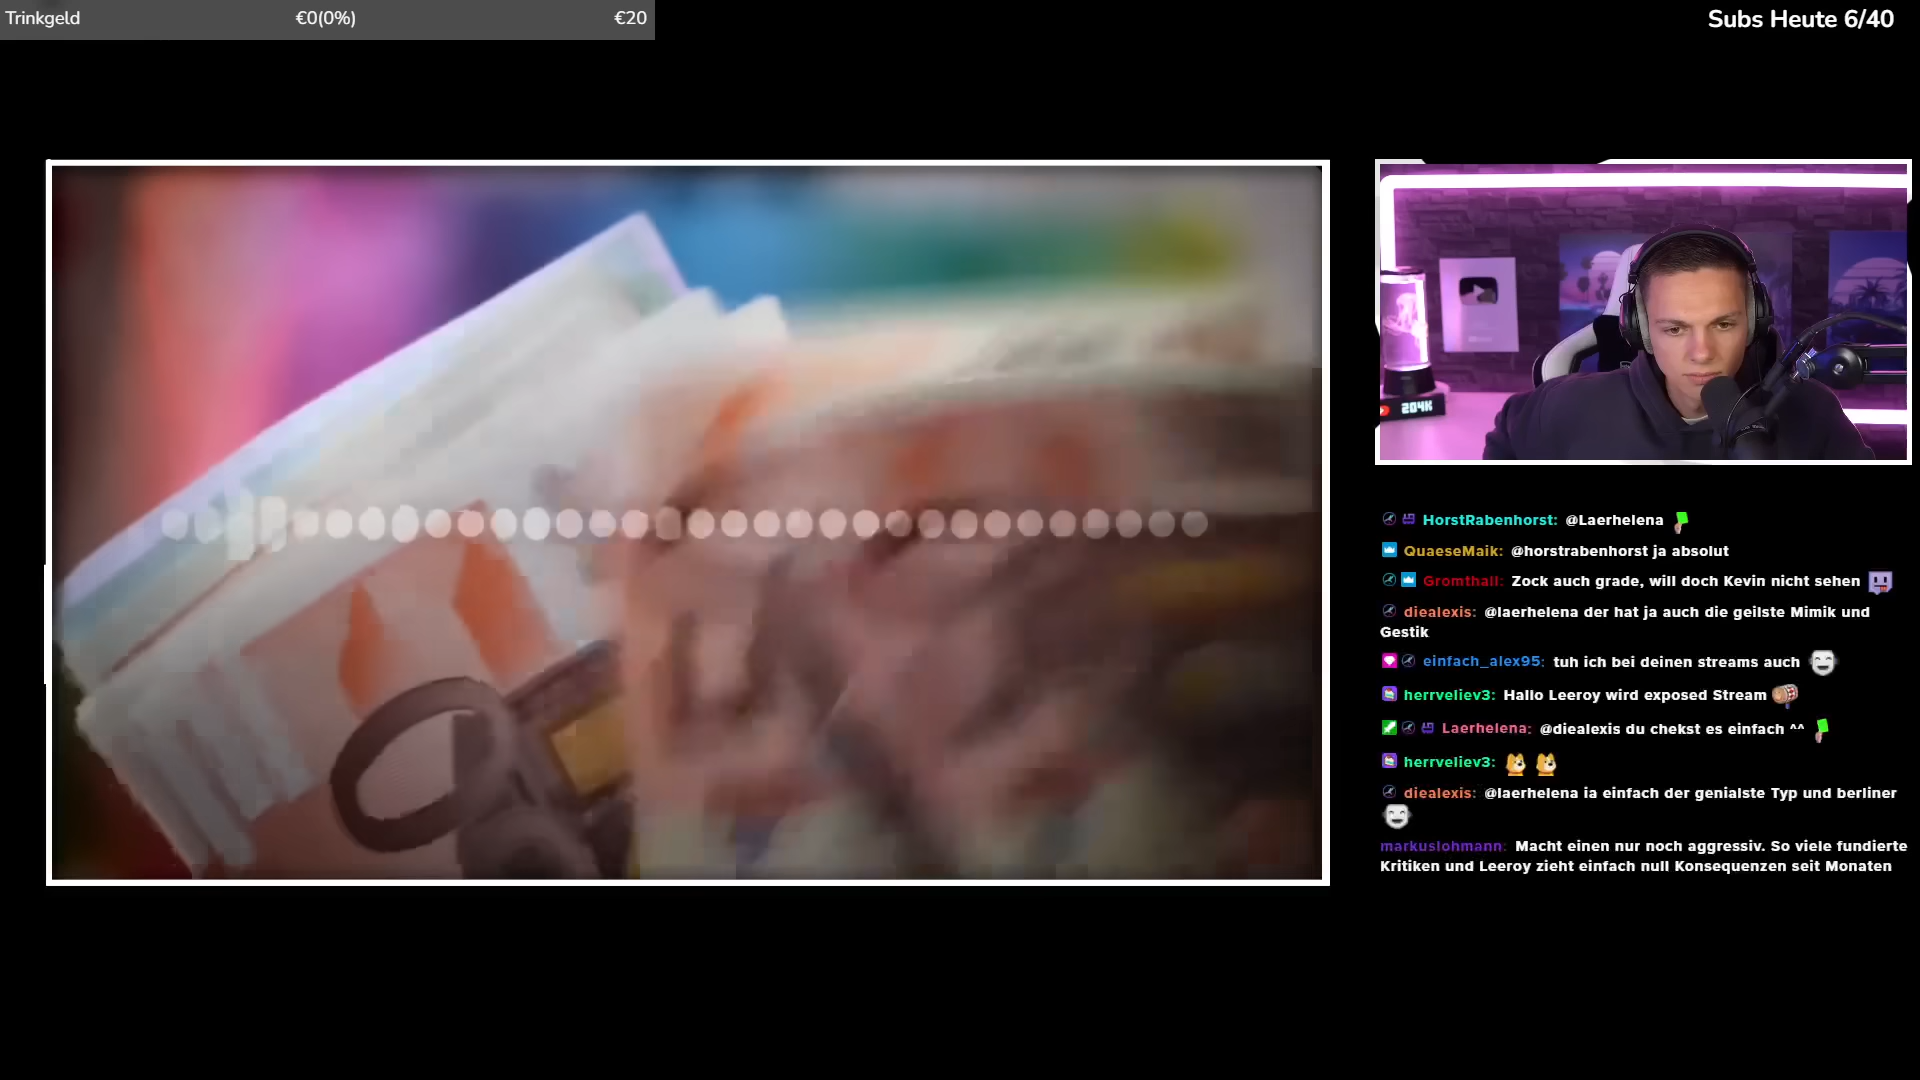 Trinkgeld €0(0%) €20
Subs Heute 6/40
204K
HorstRabenhorst: @Laerhelena
QuaeseMaik: @horstrabenhorst ja absolut
Gromthall: Zock auch grade, will doch Kevin nicht sehen
diealexis: @laerhelena der hat ja auch die geilste Mimik und
Gestik
einfach_alex95: tuh ich bei deinen streams auch
herrveliev3: Hallo Leeroy wird exposed Stream
Laerhelena: @diealexis du chekst es einfach ^^
herrveliev3:
diealexis: @laerhelena ia einfach der genialste Typ und berliner
markuslohmann: Macht einen nur noch aggressiv. So viele fundierte
Kritiken und Leeroy zieht einfach null Konsequenzen seit Monaten